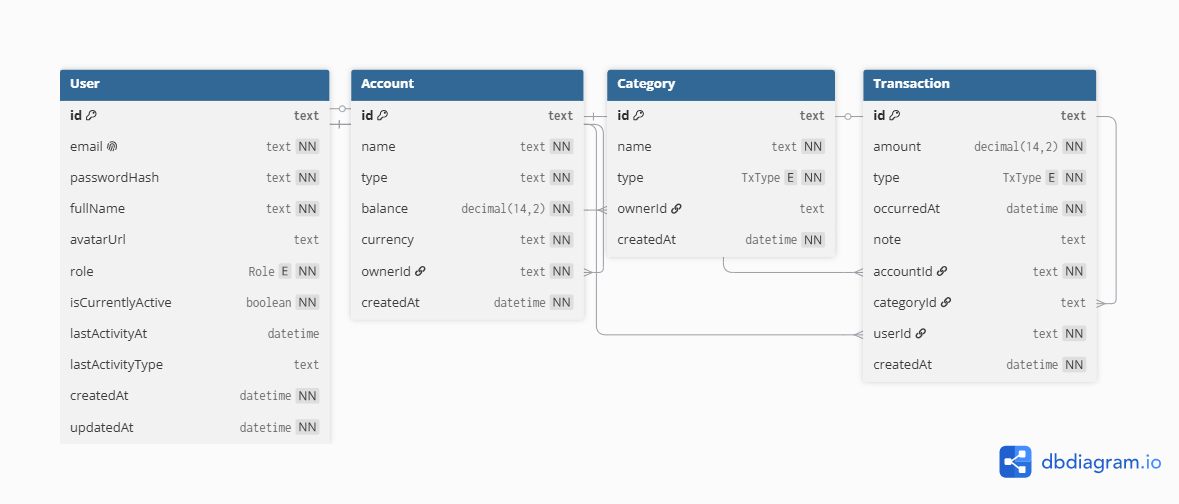 User
id text
email text NN
passwordHash text NN
fullName text NN
avatarUrl text
role Role E NN
isCurrentlyActive boolean NN
lastActivityAt datetime
lastActivityType text
createdAt datetime NN
updatedAt datetime NN
Account
id text
name text NN
type text NN
balance decimal(14,2) NN
currency text NN
ownerId text NN
createdAt datetime NN
Category
id text
name text NN
type TxType E NN
ownerId text
createdAt datetime NN
Transaction
id text
amount decimal(14,2) NN
type TxType E NN
occurredAt datetime NN
note text
accountId text NN
categoryId text
userId text NN
createdAt datetime NN
dbdiagram.io